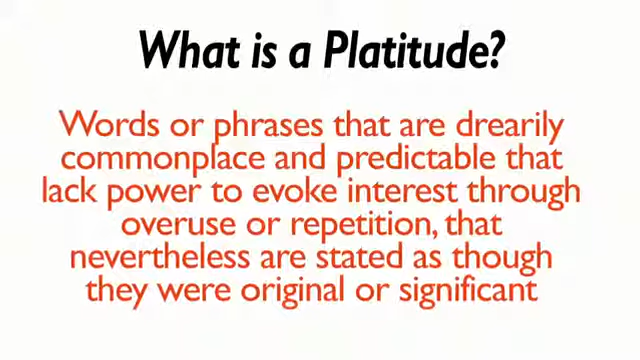 What is a Platitude?
Words or phrases that are drearily
commonplace and predictable that
lack power to evoke interest through
overuse or repetition, that
nevertheless are stated as though
they were original or significant